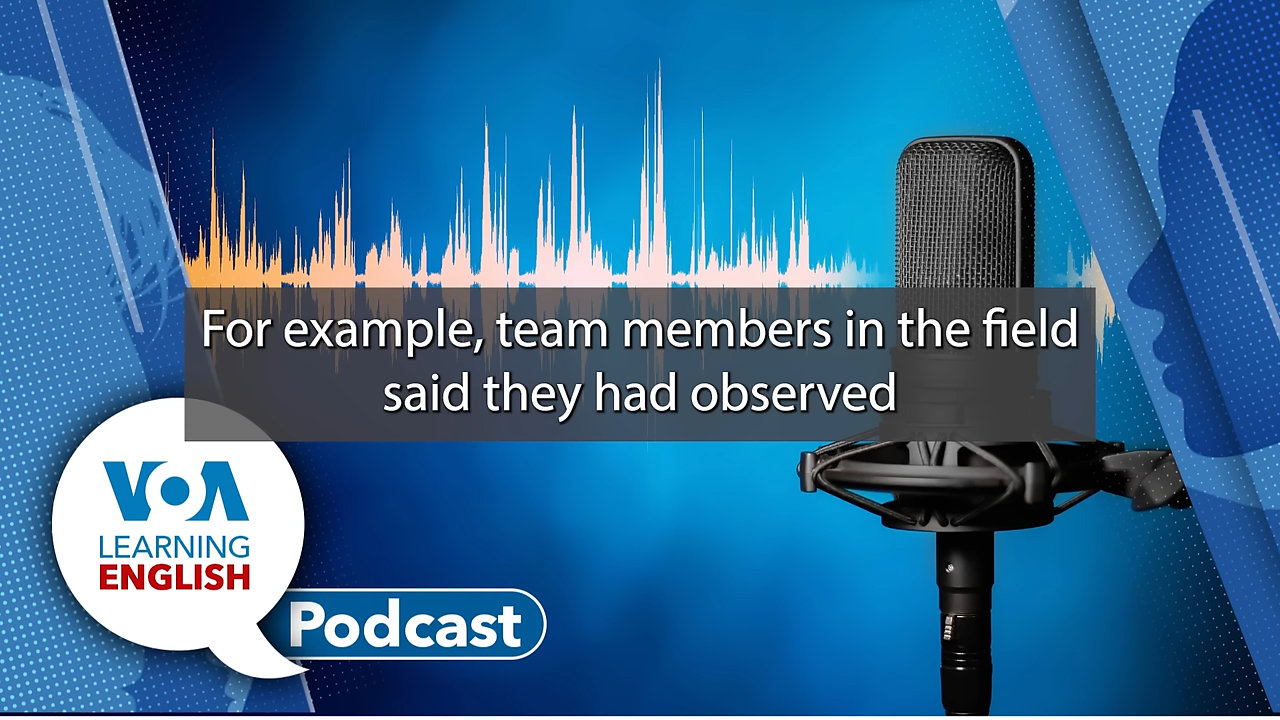 For example, team members in the field
said they had observed
VOA
LEARNING
ENGLISH
Podcast